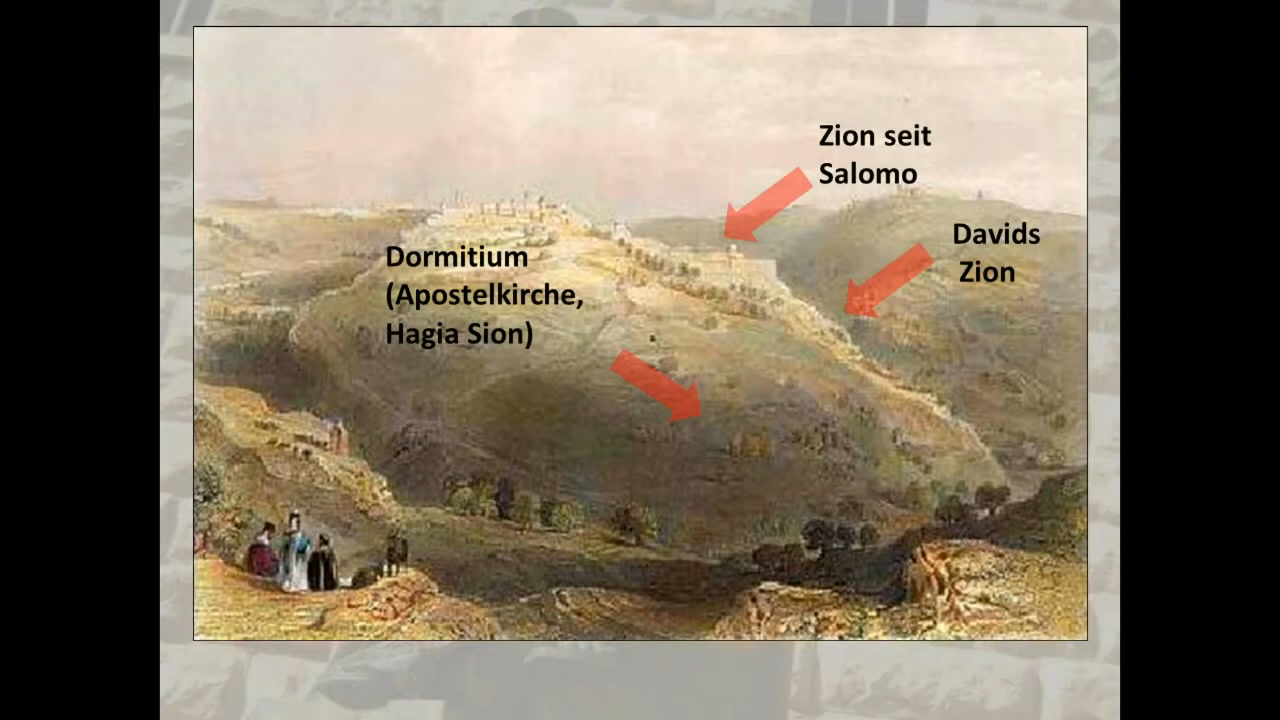 Zion seit
Salomo
Davids
Zion
Dormitium
(Apostelkirche,
Hagia Sion)